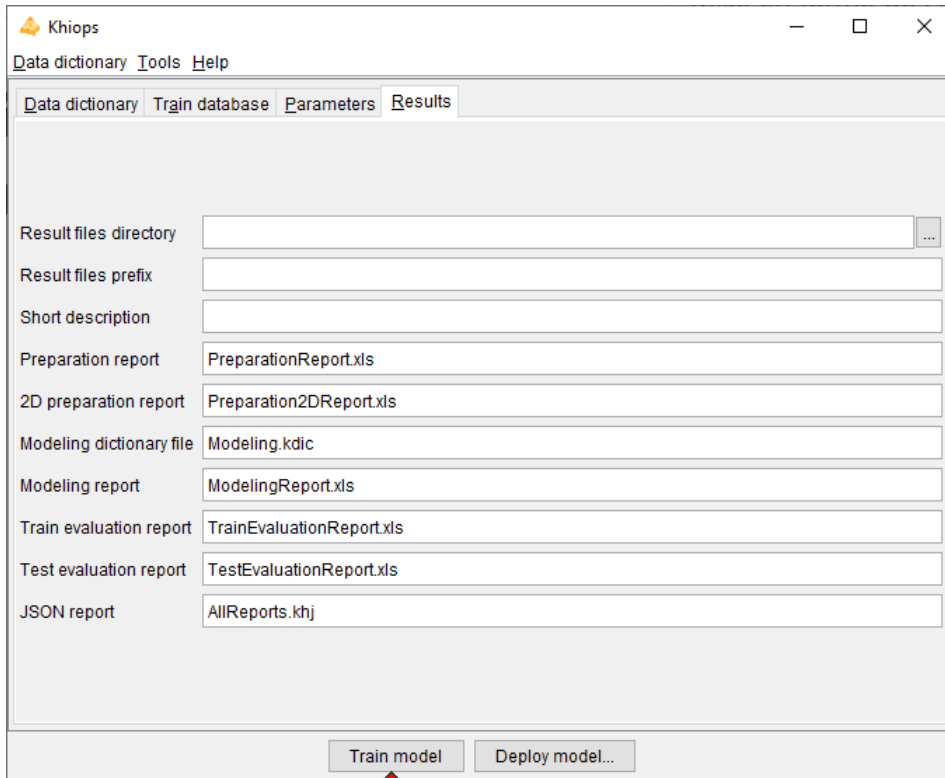 Khiops
Data dictionary Tools Help
Data dictionary Train database Parameters Results
Result files directory ...
Result files prefix
Short description
Preparation report PreparationReport.xls
2D preparation report Preparation2DReport.xls
Modeling dictionary file Modeling.kdic
Modeling report ModelingReport.xls
Train evaluation report TrainEvaluationReport.xls
Test evaluation report TestEvaluationReport.xls
JSON report AllReports.khj
Train model Deploy model...